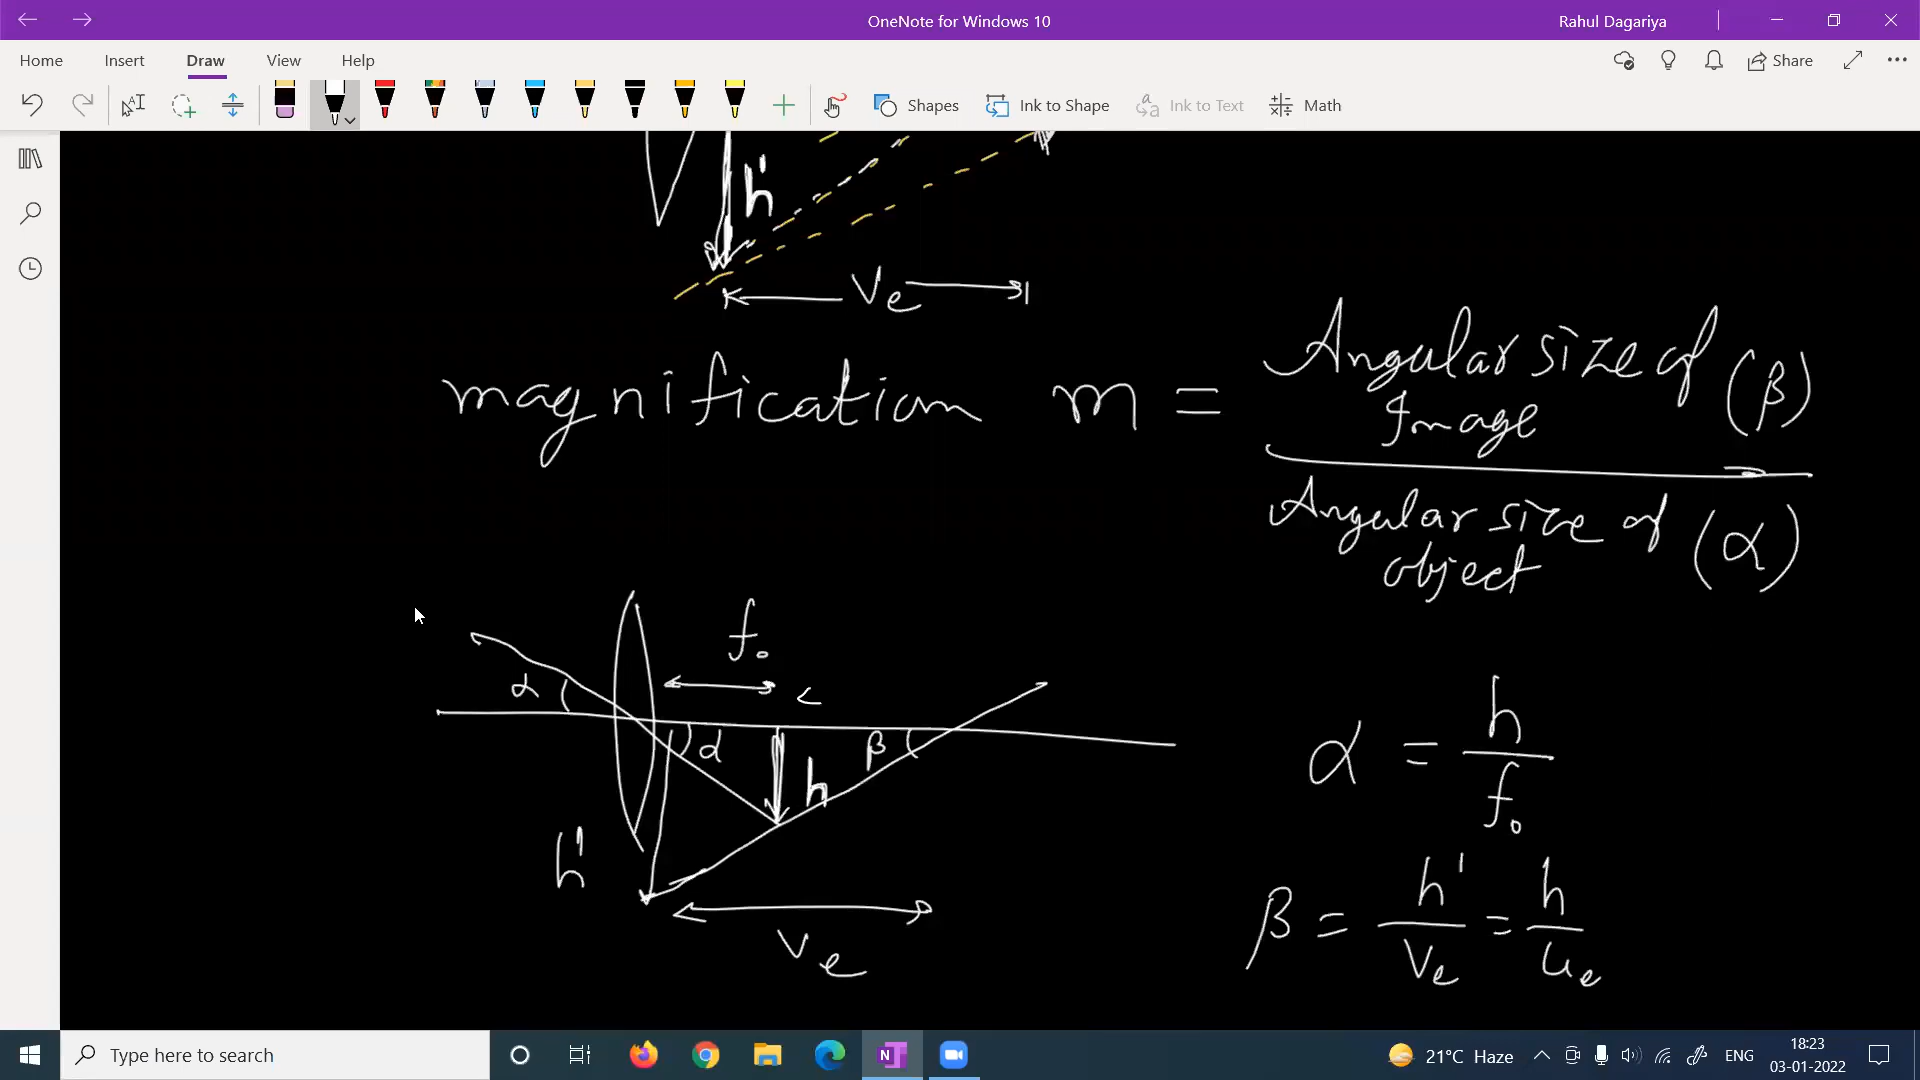 OneNote for Windows 10
Rahul Dagariya
Home Insert Draw View Help
Share
Shapes Ink to Shape Ink to Text Math
h'
Ve
magnification m = Angular size of Image (β)
Angular size of object (α)
f₀
α
α β
h
h'
Ve
α = h / f₀
β = h' / Ve = h / ue
Type here to search
21°C Haze
ENG
18:23
03-01-2022